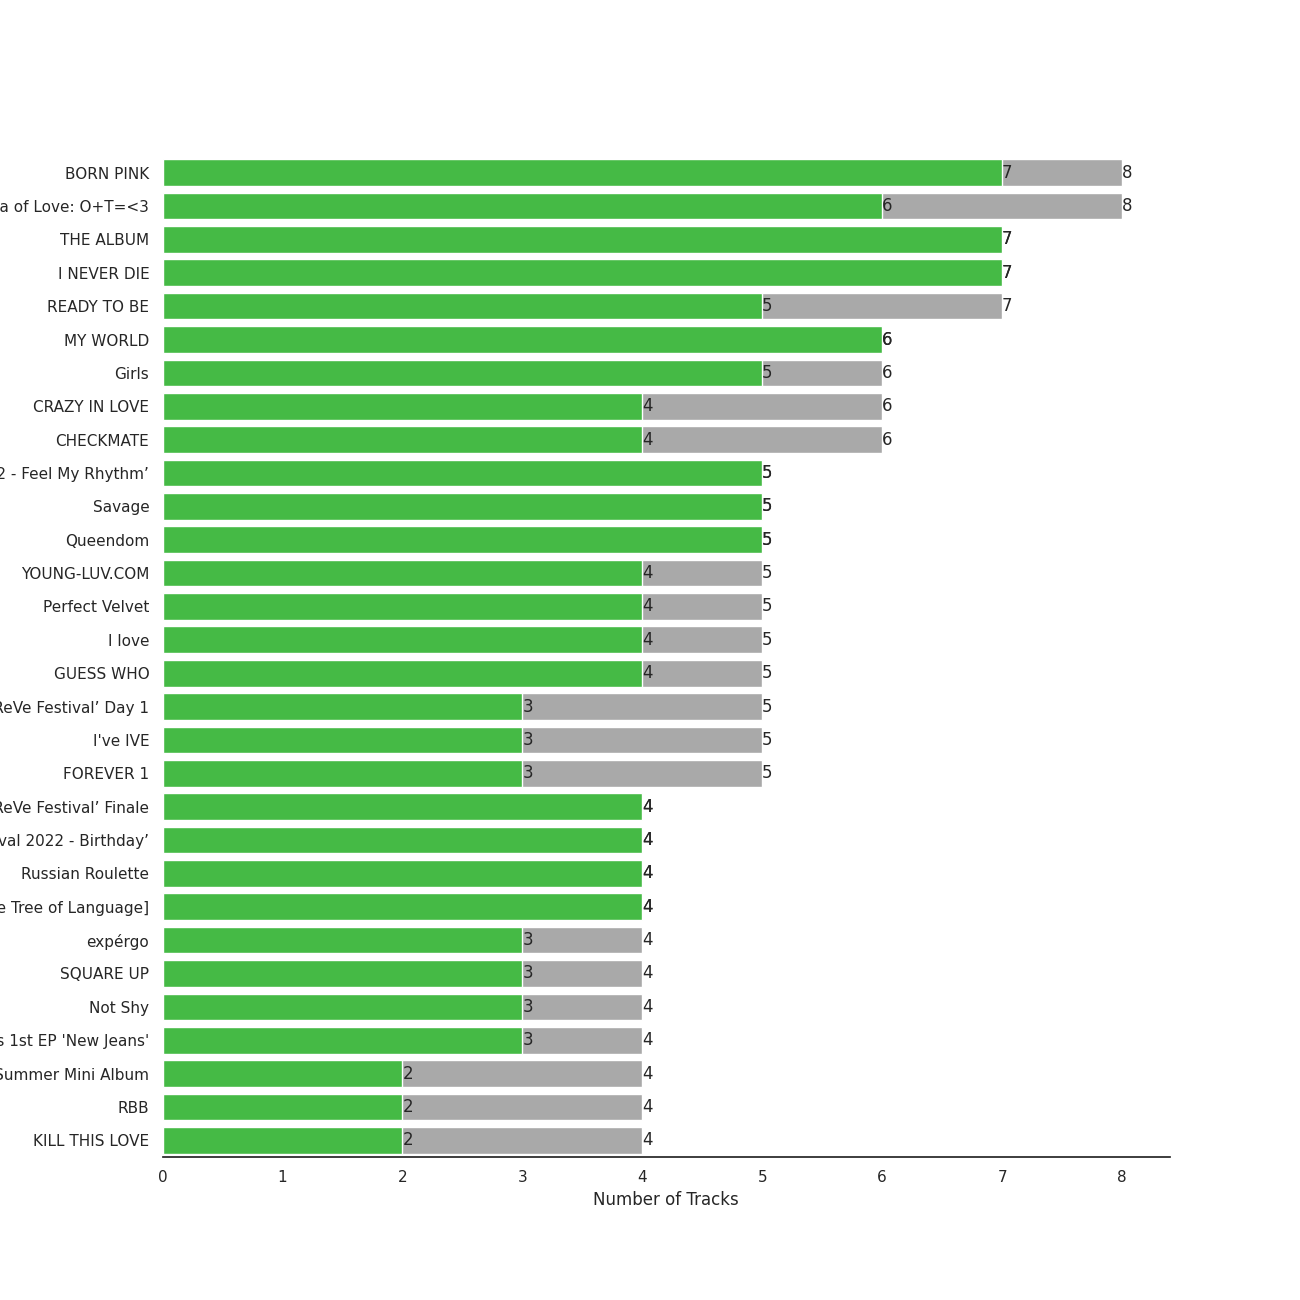 BORN PINK 7 8
a of Love: O+T=<3 6 8
THE ALBUM 7
I NEVER DIE 7
READY TO BE 5 7
MY WORLD 6
Girls 5 6
CRAZY IN LOVE 4 6
CHECKMATE 4 6
2 - Feel My Rhythm’ 5
Savage 5
Queendom 5
YOUNG-LUV.COM 4 5
Perfect Velvet 4 5
I love 4 5
GUESS WHO 4 5
ReVe Festival’ Day 1 3 5
I've IVE 3 5
FOREVER 1 3 5
ReVe Festival’ Finale 4
val 2022 - Birthday’ 4
Russian Roulette 4
e Tree of Language] 4
expérgo 3 4
SQUARE UP 3 4
Not Shy 3 4
s 1st EP 'New Jeans' 3 4
Summer Mini Album 2 4
RBB 2 4
KILL THIS LOVE 2 4
0 1 2 3 4 5 6 7 8
Number of Tracks